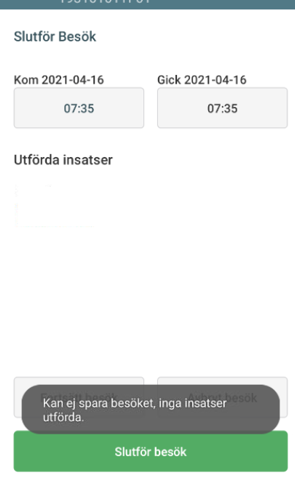 Slutför Besök
Kom 2021-04-16 Gick 2021-04-16
07:35 07:35
Utförda insatser
Kan ej spara besöket, inga insatser
utförda.
Slutför besök